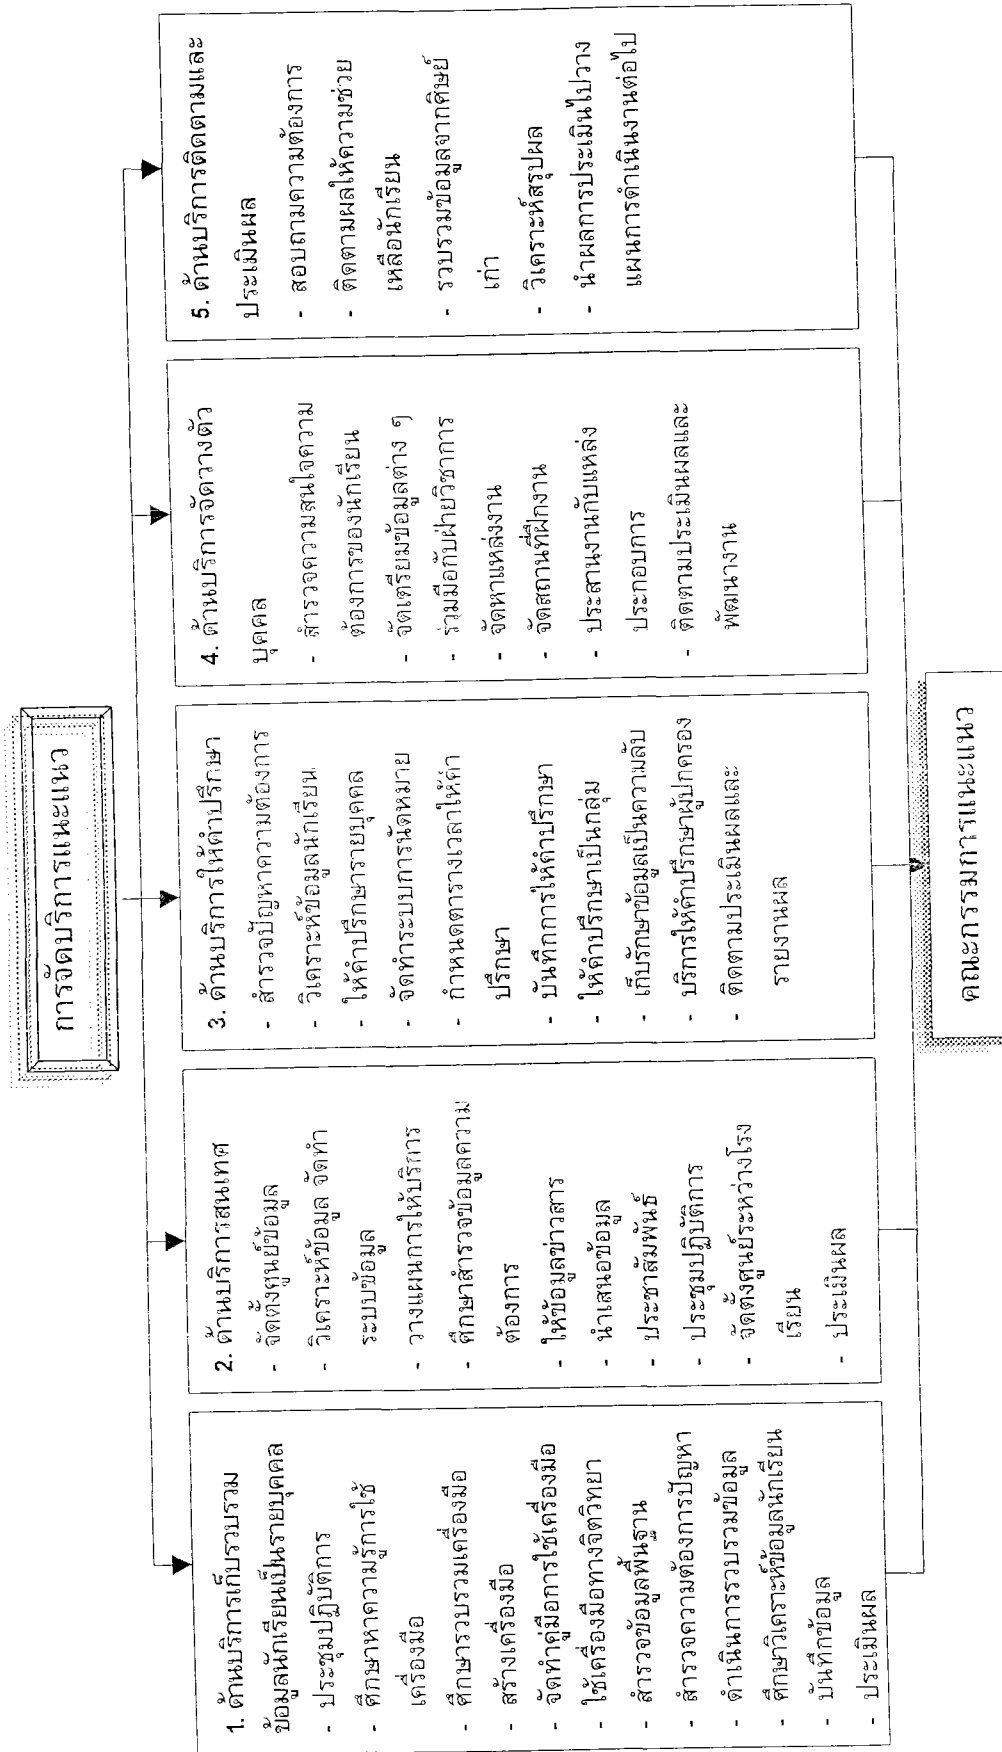 การจัดบริการแนะแนว
1. ด้านบริการเก็บรวบรวม
ข้อมูลนักเรียนเป็นรายบุคคล
- ประชุมปฏิบัติการ
- ศึกษาหาความรู้การใช้
เครื่องมือ
- ศึกษารวบรวมเครื่องมือ
- สร้างเครื่องมือ
- จัดทำคู่มือการใช้เครื่องมือ
- ใช้เครื่องมือทางจิตวิทยา
- สำรวจข้อมูลพื้นฐาน
- สำรวจความต้องการปัญหา
- ดำเนินการรวบรวมข้อมูล
- ศึกษาวิเคราะห์ข้อมูลนักเรียน
- บันทึกข้อมูล
- ประเมินผล
2. ด้านบริการสนเทศ
- จัดตั้งศูนย์ข้อมูล
- วิเคราะห์ข้อมูล จัดทำ
ระบบข้อมูล
- วางแผนการให้บริการ
- ศึกษาสำรวจข้อมูลความ
ต้องการ
- ให้ข้อมูลข่าวสาร
- นำเสนอข้อมูล
- ประชาสัมพันธ์
- ประชุมปฏิบัติการ
- จัดตั้งศูนย์ระหว่างโรง
เรียน
- ประเมินผล
3. ด้านบริการให้คำปรึกษา
- สำรวจปัญหาความต้องการ
- วิเคราะห์ข้อมูลนักเรียน
- ให้คำปรึกษารายบุคคล
- จัดทำระบบการนัดหมาย
- กำหนดตารางเวลาให้คำ
ปรึกษา
- บันทึกการให้คำปรึกษา
- ให้คำปรึกษาเป็นกลุ่ม
- เก็บรักษาข้อมูลเป็นความลับ
- บริการให้คำปรึกษาผู้ปกครอง
- ติดตามประเมินผลและ
รายงานผล
4. ด้านบริการจัดวางตัว
บุคคล
- สำรวจความสนใจความ
ต้องการของนักเรียน
- จัดเตรียมข้อมูลต่าง ๆ
- ร่วมมือกับฝ่ายวิชาการ
- จัดหาแหล่งงาน
- จัดสถานที่ฝึกงาน
- ประสานงานกับแหล่ง
ประกอบการ
- ติดตามประเมินผลและ
พัฒนางาน
5. ด้านบริการติดตามและ
ประเมินผล
- สอบถามความต้องการ
- ติดตามผลให้ความช่วย
เหลือนักเรียน
- รวบรวมข้อมูลจากศิษย์
เก่า
- วิเคราะห์สรุปผล
- นำผลการประเมินไปวาง
แผนการดำเนินงานต่อไป
คณะกรรมการแนะแนว